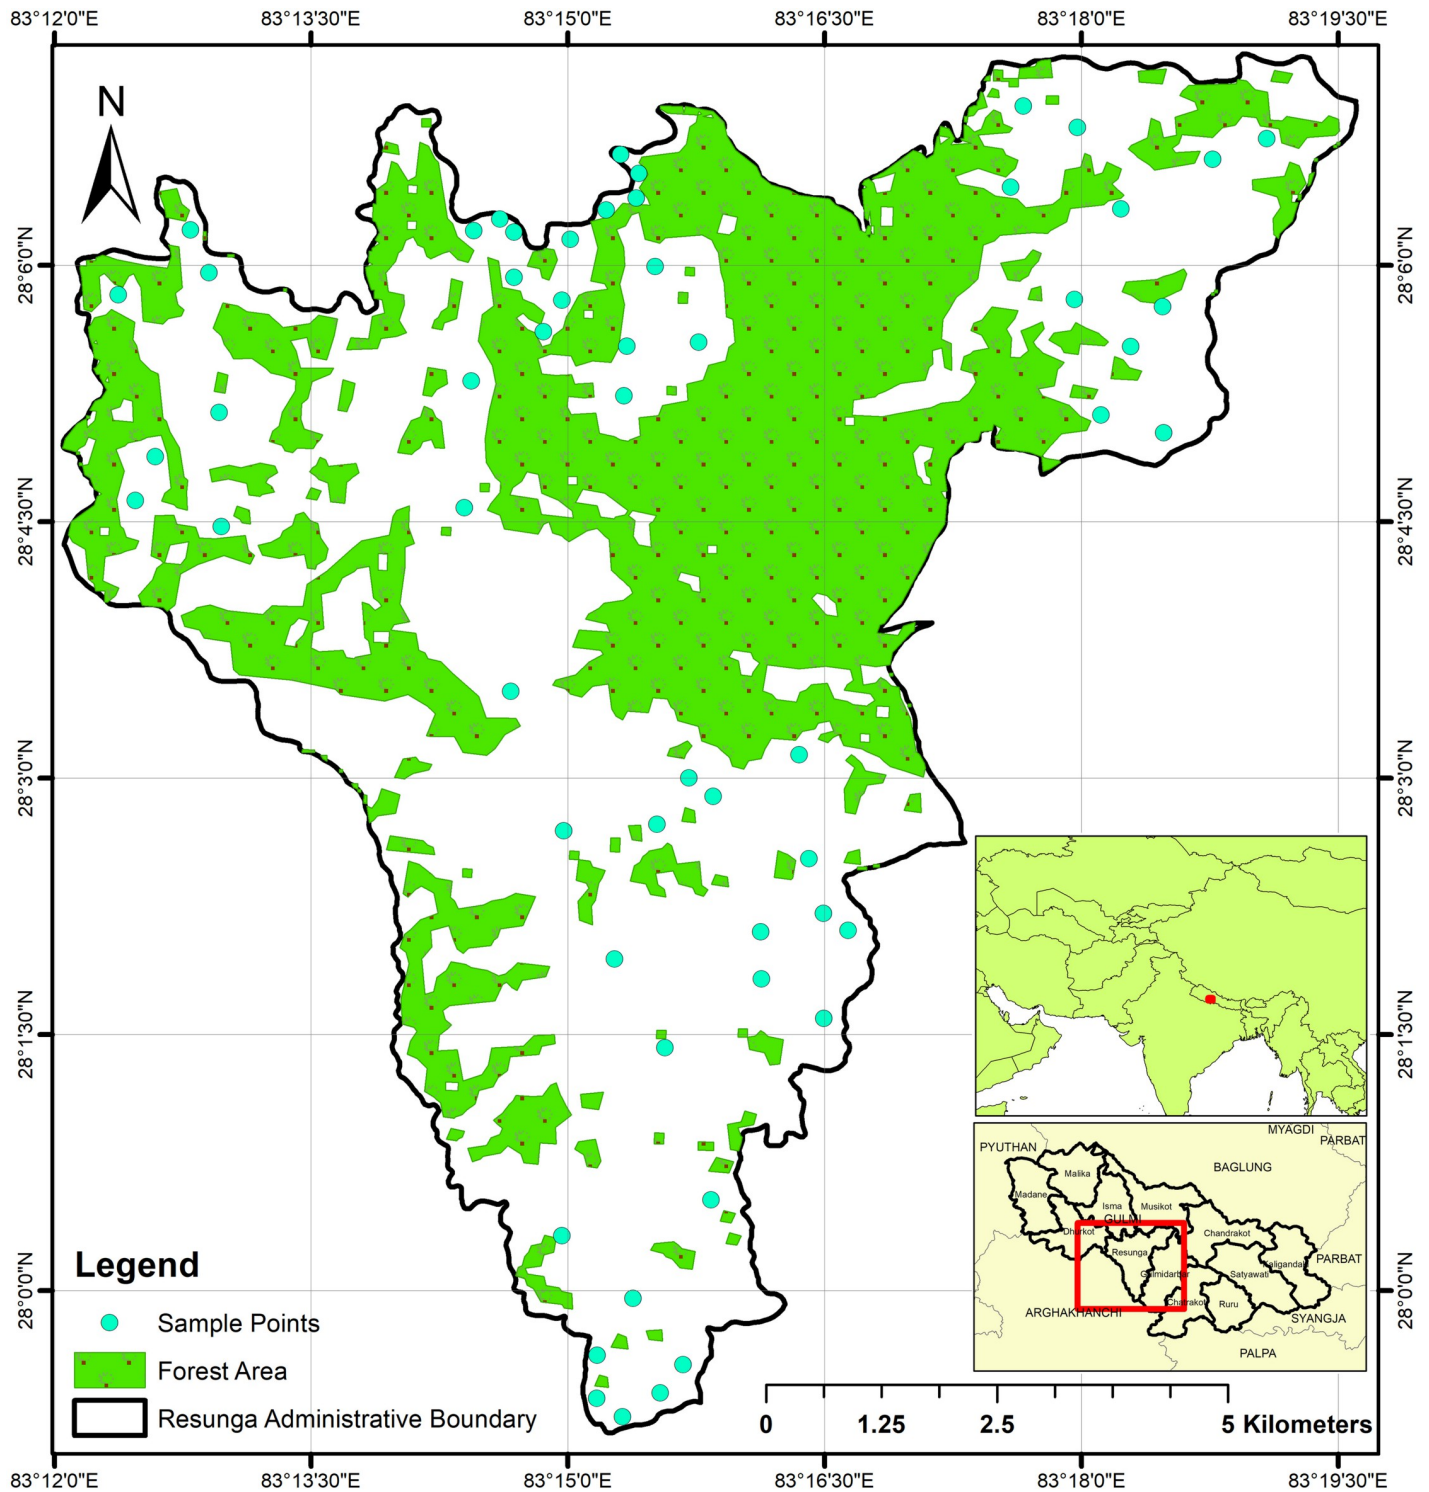 83°12'0"E 83°13'30"E 83°15'0"E 83°16'30"E 83°18'0"E 83°19'30"E
N
28°6'0"N 28°6'0"N
28°4'30"N 28°4'30"N
28°3'0"N 28°3'0"N
28°1'30"N 28°1'30"N
28°0'0"N 28°0'0"N
MYAGDI
PYUTHAN PARBAT
BAGLUNG
Malika
Madane
Isma Musikot
GULMI
Dhurkot Chandrakot
Resunga
PARBAT
Kaligandaki
Gulmidarbar Satyawati
Chatrakot Ruru
ARGHAKHANCHI SYANGJA
PALPA
Legend
Sample Points
Forest Area
Resunga Administrative Boundary
0 1.25 2.5 5 Kilometers
83°12'0"E 83°13'30"E 83°15'0"E 83°16'30"E 83°18'0"E 83°19'30"E